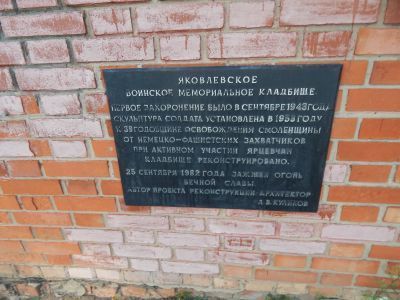 ЯКОВЛЕВСКОЕ
ВОИНСКОЕ МЕМОРИАЛЬНОЕ КЛАДБИЩЕ.
ПЕРВОЕ ЗАХОРОНЕНИЕ БЫЛО В СЕНТЯБРЕ 1943 ГОДА
СКУЛЬПТУРА СОЛДАТА УСТАНОВЛЕНА В 1955 ГОДУ
К 39 ГОДОВЩИНЕ ОСВОБОЖДЕНИЯ СМОЛЕНЩИНЫ
ОТ НЕМЕЦКО-ФАШИСТСКИХ ЗАХВАТЧИКОВ
ПРИ АКТИВНОМ УЧАСТИИ ЯРЦЕВЧАН
КЛАДБИЩЕ РЕКОНСТРУИРОВАНО.
25 СЕНТЯБРЯ 1982 ГОДА ЗАЖЖЕН ОГОНЬ
ВЕЧНОЙ СЛАВЫ
АВТОР ПРОЕКТА РЕКОНСТРУКЦИИ АРХИТЕКТОР
А.В. КУЛИКОВ